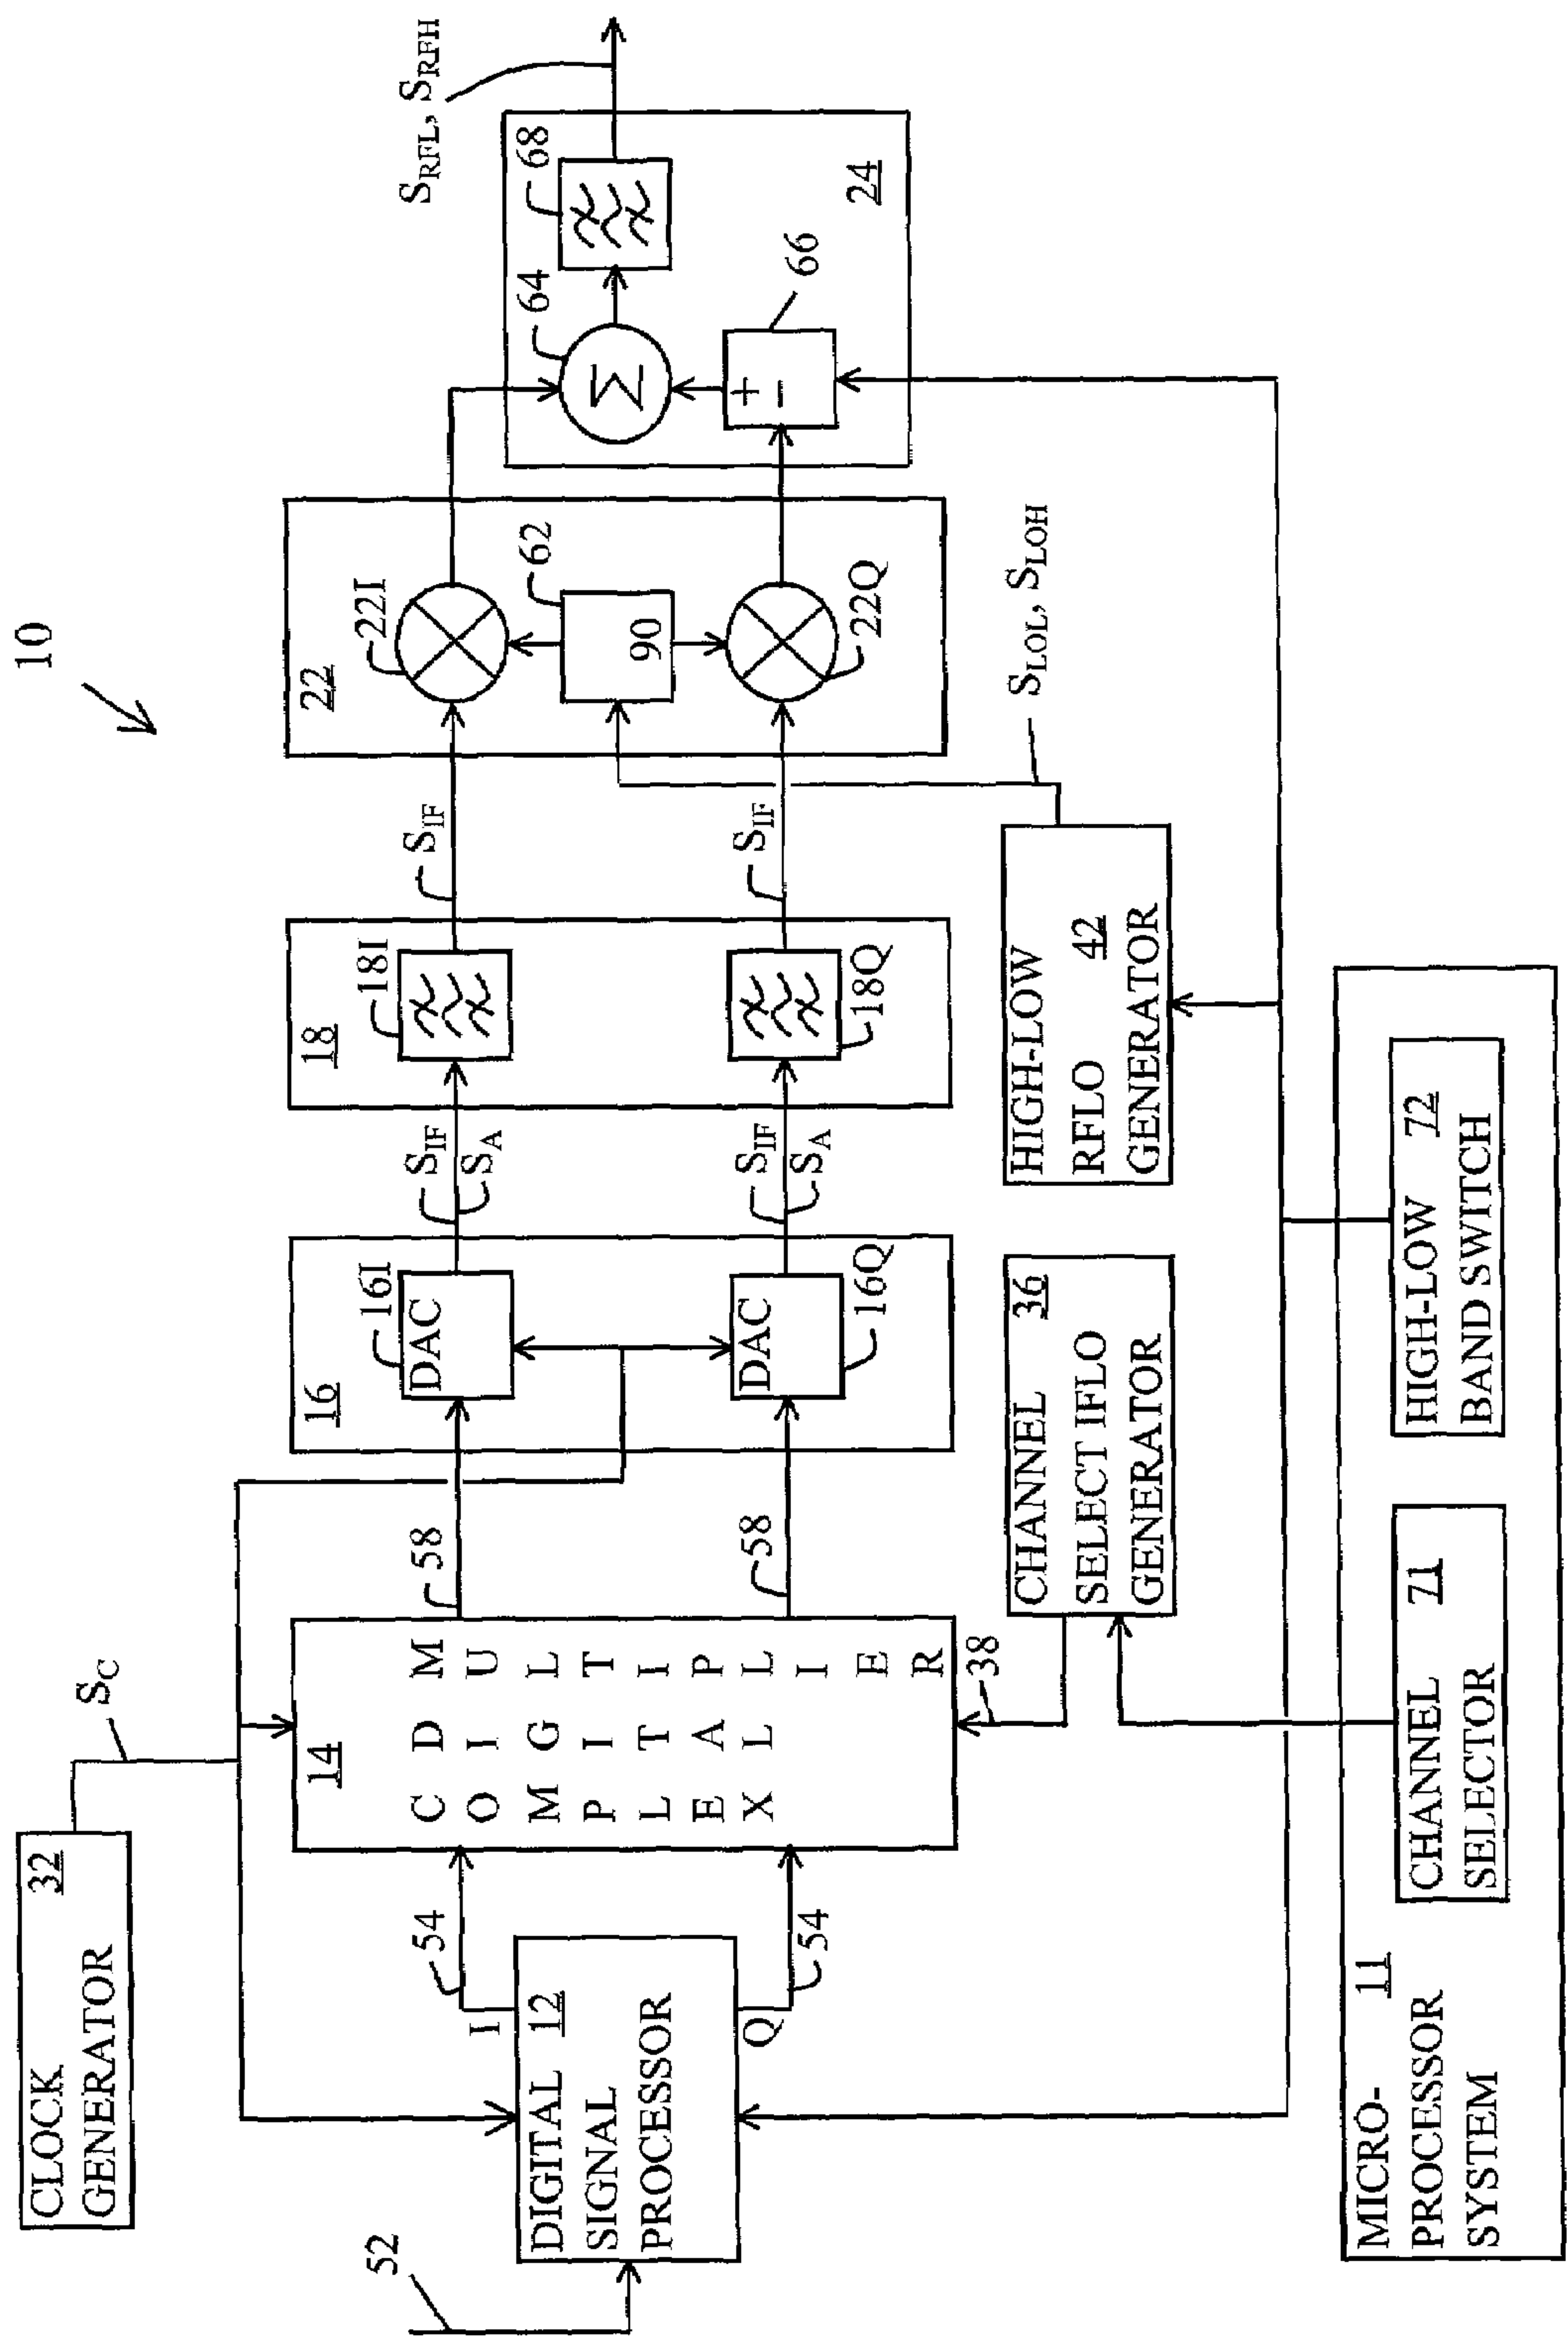 10
CLOCK 32
GENERATOR
S_C
52
DIGITAL 12
SIGNAL
PROCESSOR
I
Q
54
54
14
C D M
O I U
M G L
P I T
L T I
E A P
X L L
I
E
R
58
58
38
16
16I
DAC
DAC
16Q
S_IF
S_A
S_IF
S_A
18
18I
18Q
S_IF
S_IF
22
22I
62
90
22Q
64
Σ
68
+
−
66
24
S_RFL, S_RFH
CHANNEL 36
SELECT IFLO
GENERATOR
HIGH-LOW
RFLO 42
GENERATOR
S_LOL, S_LOH
MICRO- 11
PROCESSOR
SYSTEM
CHANNEL 71
SELECTOR
HIGH-LOW 72
BAND SWITCH